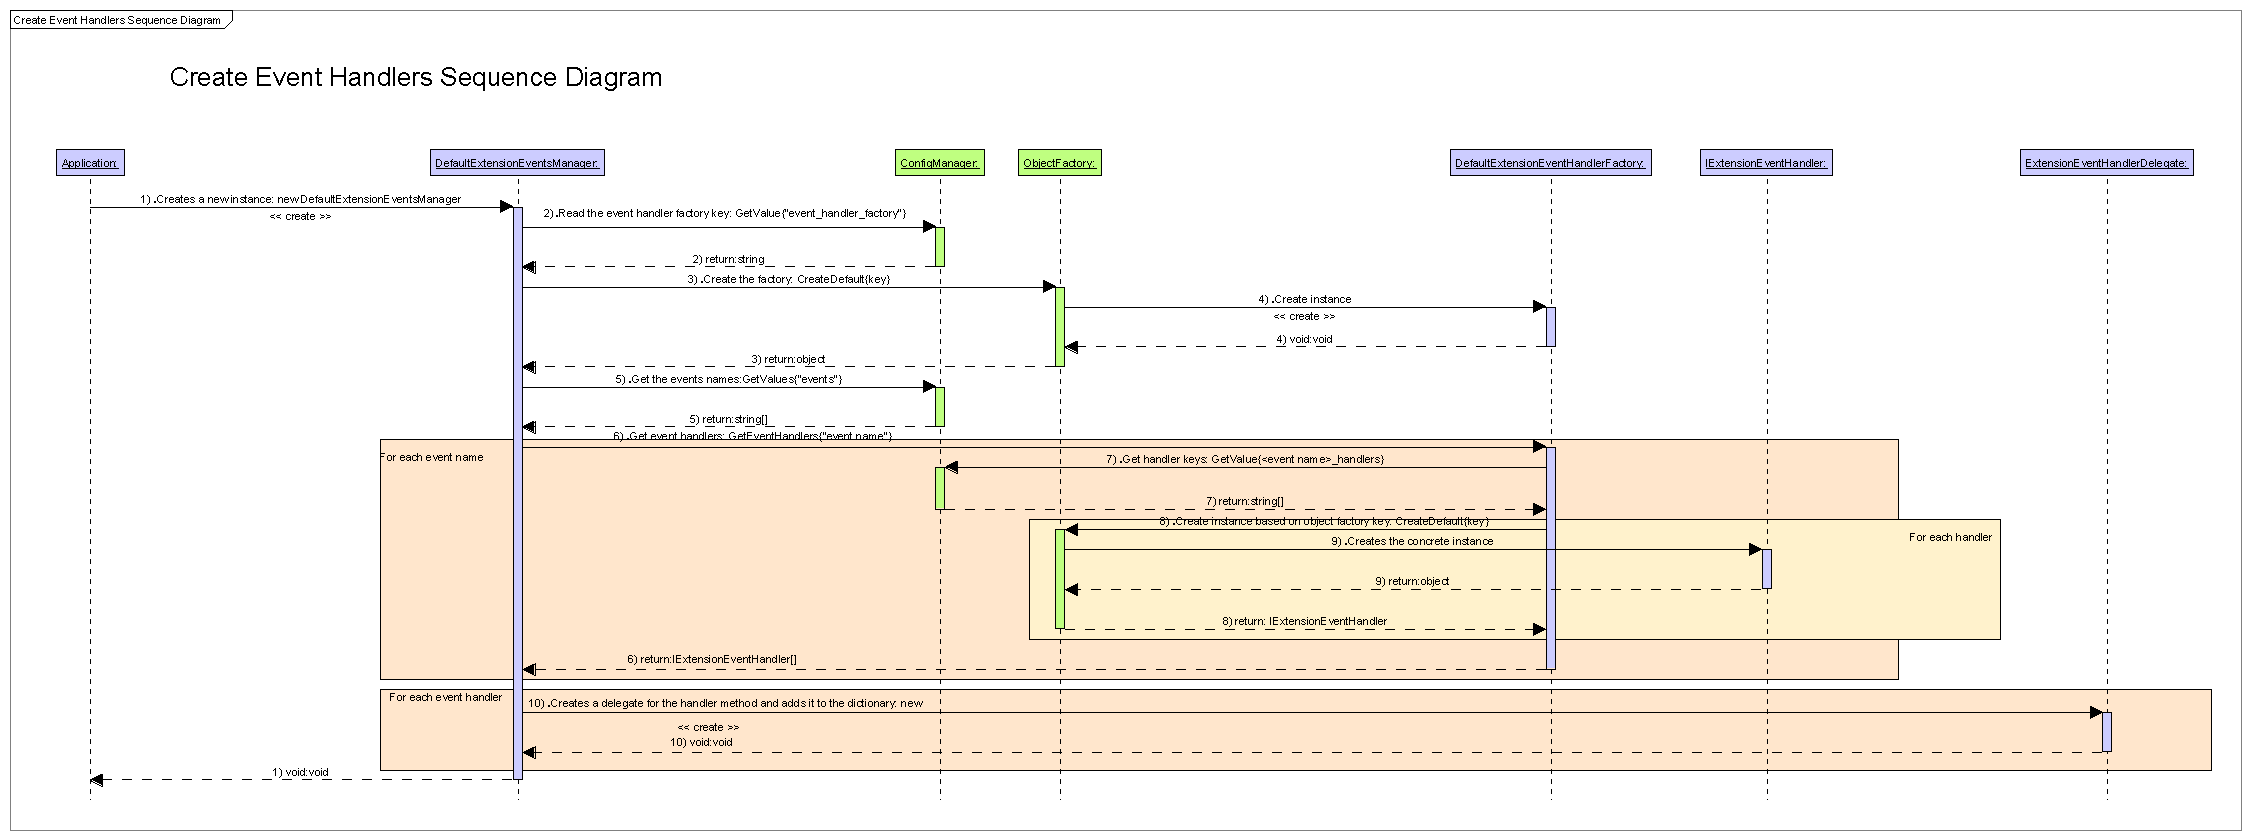 Create Event Handlers Sequence Diagram
Create Event Handlers Sequence Diagram
Application:
DefaultExtensionEventsManager:
ConfigManager:
ObjectFactory:
DefaultExtensionEventHandlerFactory:
IExtensionEventHandler:
ExtensionEventHandlerDelegate:
1) .Creates a new instance: new DefaultExtensionEventsManager
<< create >>
2) .Read the event handler factory key: GetValue{"event_handler_factory"}
2) return:string
3) .Create the factory: CreateDefault{key}
4) .Create instance
<< create >>
4) void:void
3) return:object
5) .Get the events names:GetValues{"events"}
5) return:string[]
6) .Get event handlers: GetEventHandlers{"event name"}
For each event name
7) .Get handler keys: GetValue{<event name>_handlers}
7) return:string[]
8) .Create instance based on object factory key: CreateDefault{key}
For each handler
9) .Creates the concrete instance
9) return:object
8) return: IExtensionEventHandler
6) return:IExtensionEventHandler[]
For each event handler
10) .Creates a delegate for the handler method and adds it to the dictionary: new
<< create >>
10) void:void
1) void:void